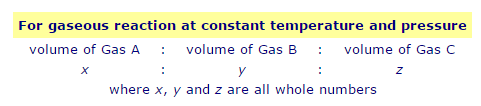 For gaseous reaction at constant temperature and pressure
volume of Gas A : volume of Gas B : volume of Gas C
x : y : z
where x, y and z are all whole numbers